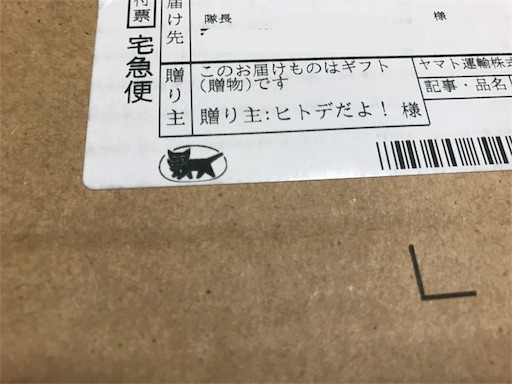 付票
宅急便
届け先
隊長 様
贈り主
このお届けものはギフト
(贈物)です
贈り主:ヒトデだよ! 様
ヤマト運輸株式
記事・品名